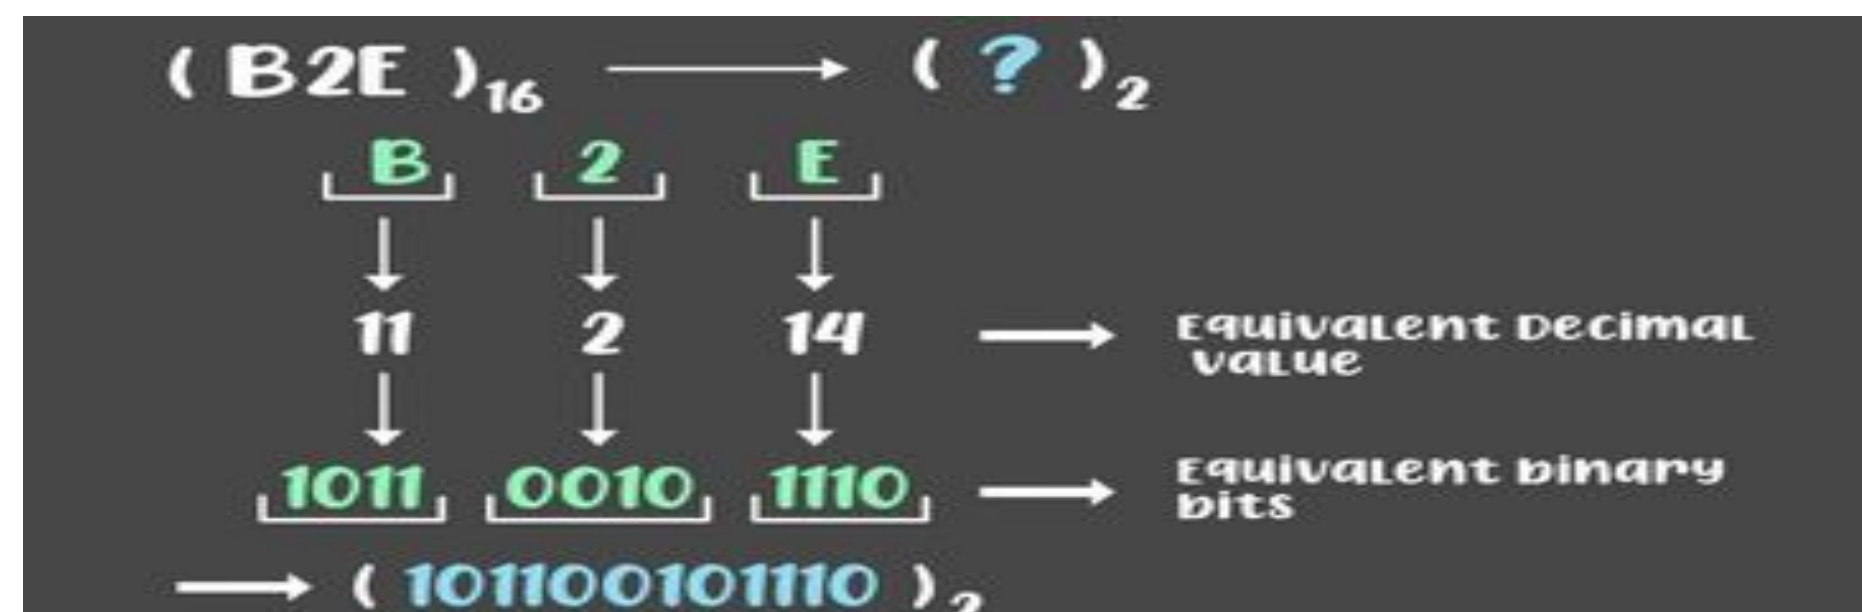 ( B2E )16 → ( ? )2
B 2 E
↓ ↓ ↓
11 2 14 → Equivalent Decimal
value
↓ ↓ ↓
1011 0010 1110 → Equivalent binary
bits
→ ( 101100101110 )2